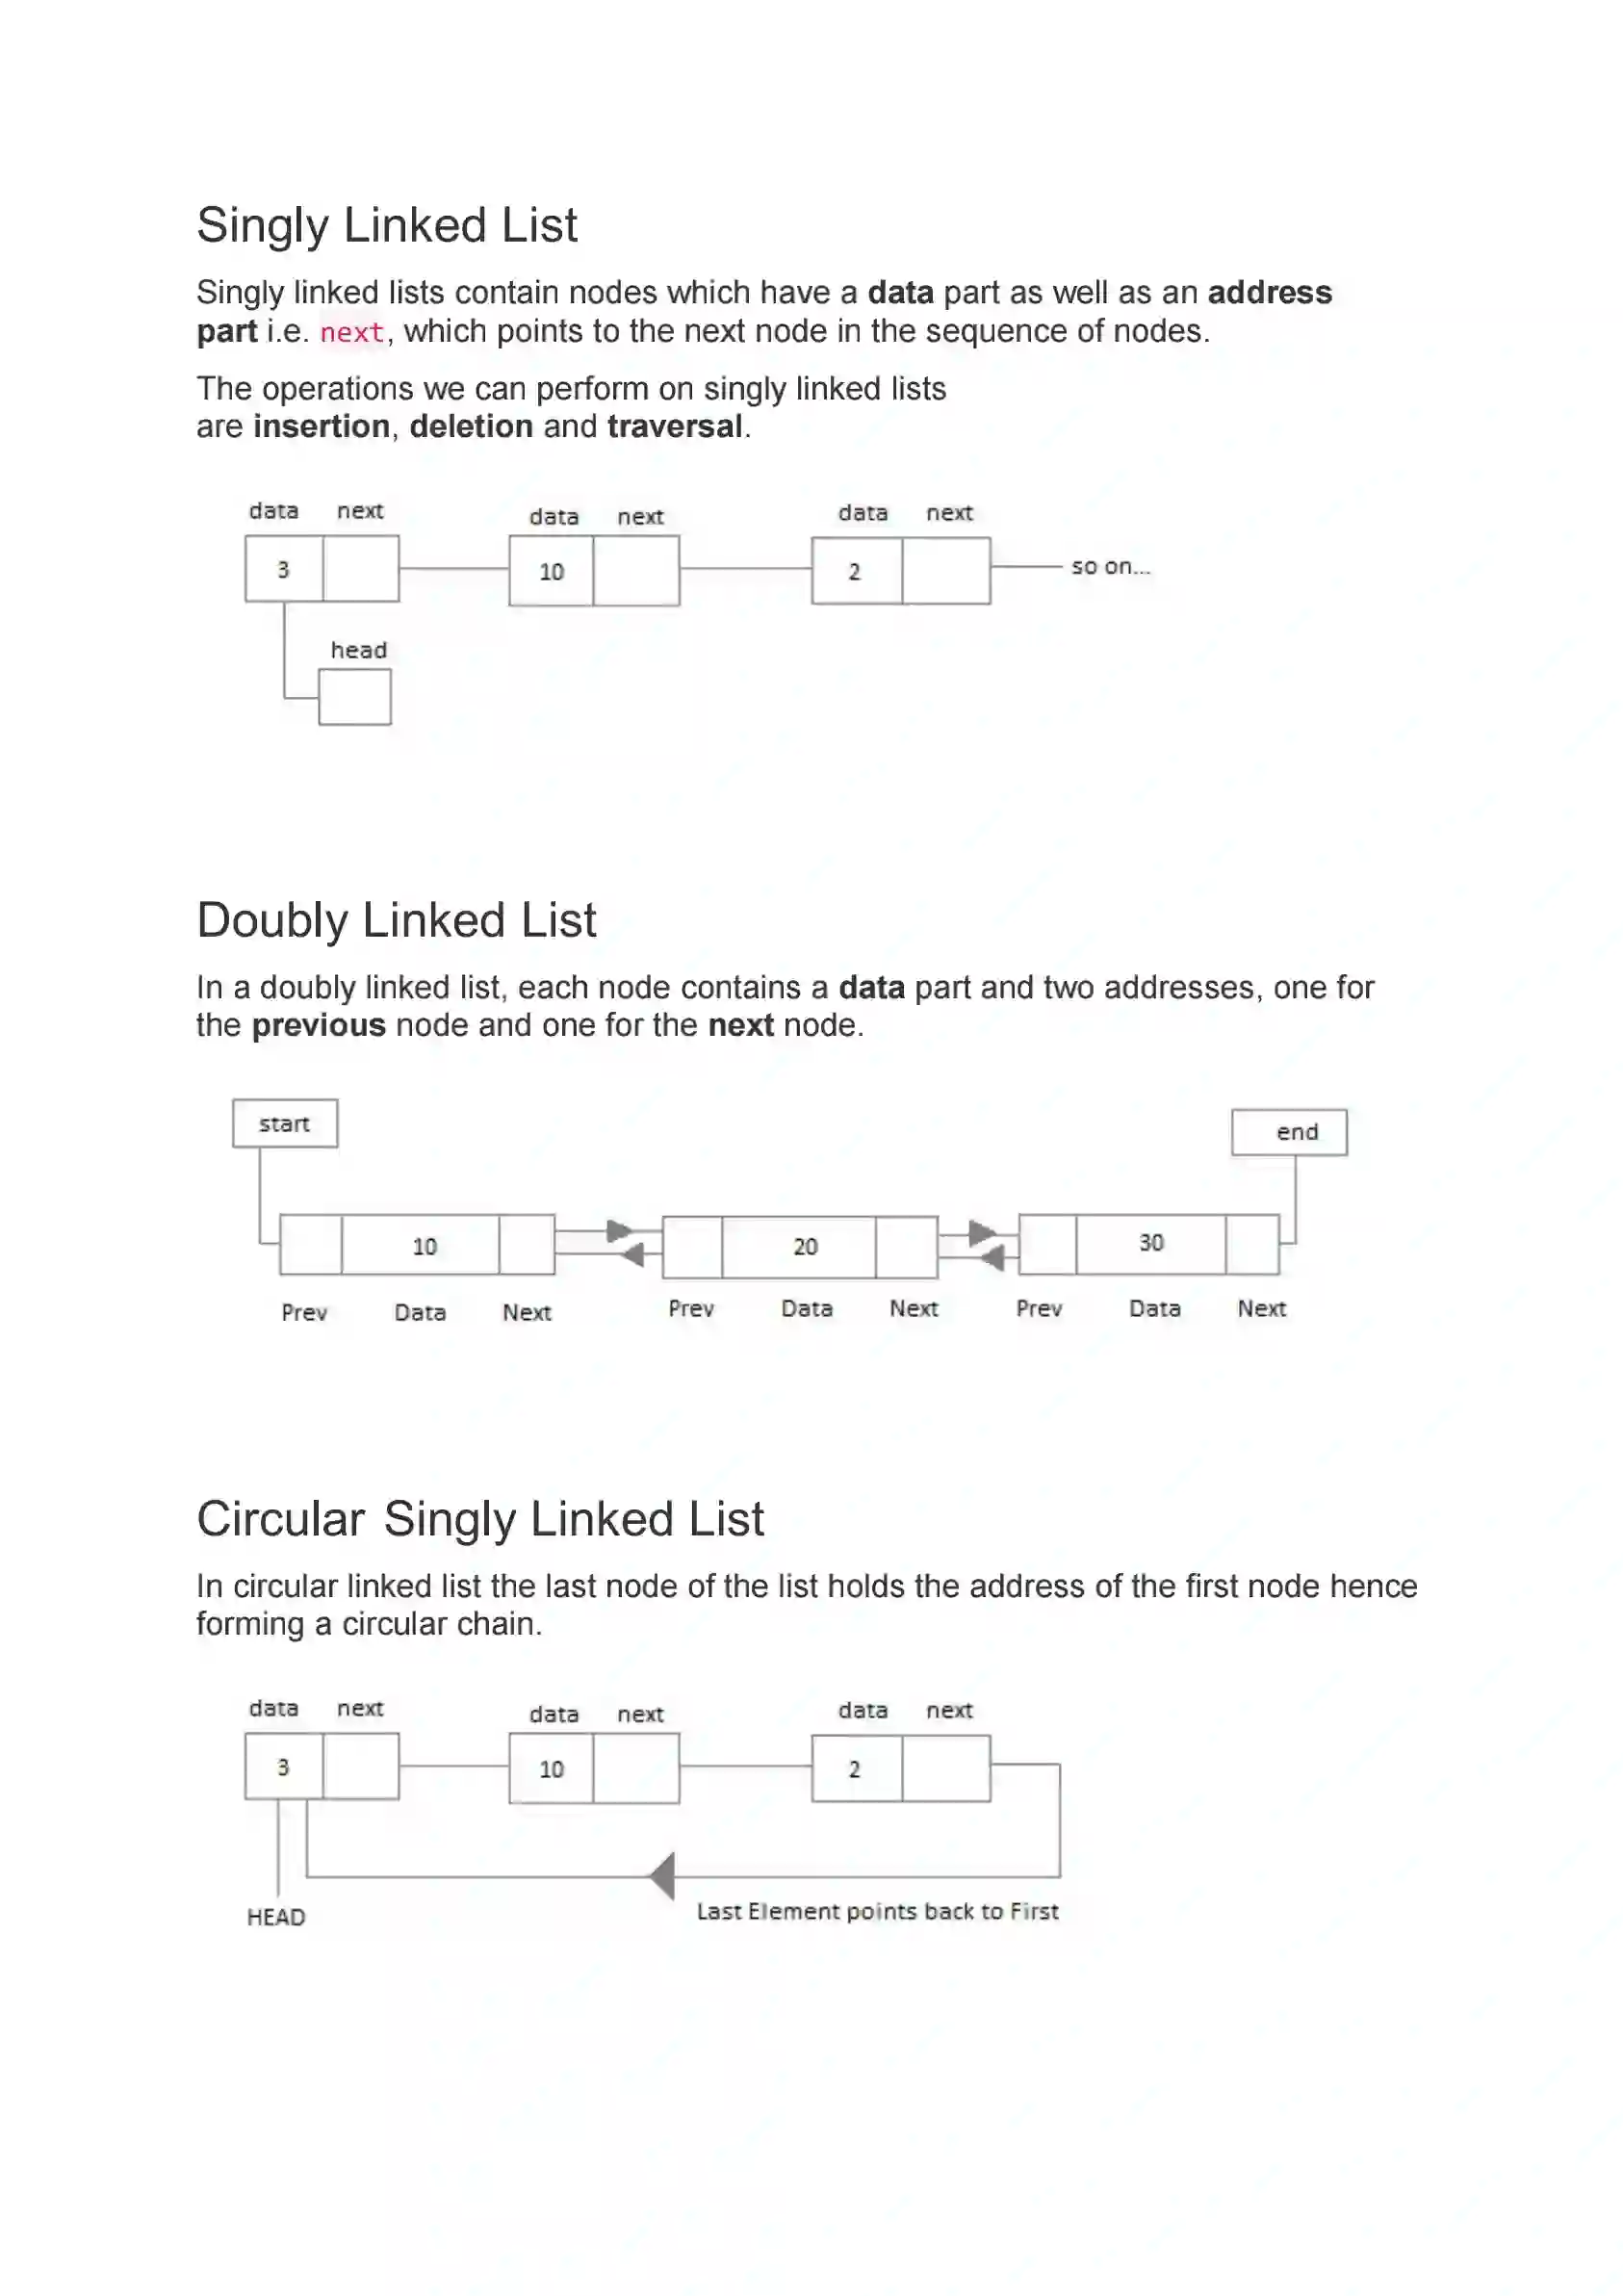 Singly Linked List
Singly linked lists contain nodes which have a data part as well as an address
part i.e. next, which points to the next node in the sequence of nodes.
The operations we can perform on singly linked lists
are insertion, deletion and traversal.
data next data next data next
3 10 2 so on...
head
Doubly Linked List
In a doubly linked list, each node contains a data part and two addresses, one for
the previous node and one for the next node.
start end
10 20 30
Prev Data Next Prev Data Next Prev Data Next
Circular Singly Linked List
In circular linked list the last node of the list holds the address of the first node hence
forming a circular chain.
data next data next data next
3 10 2
HEAD Last Element points back to First